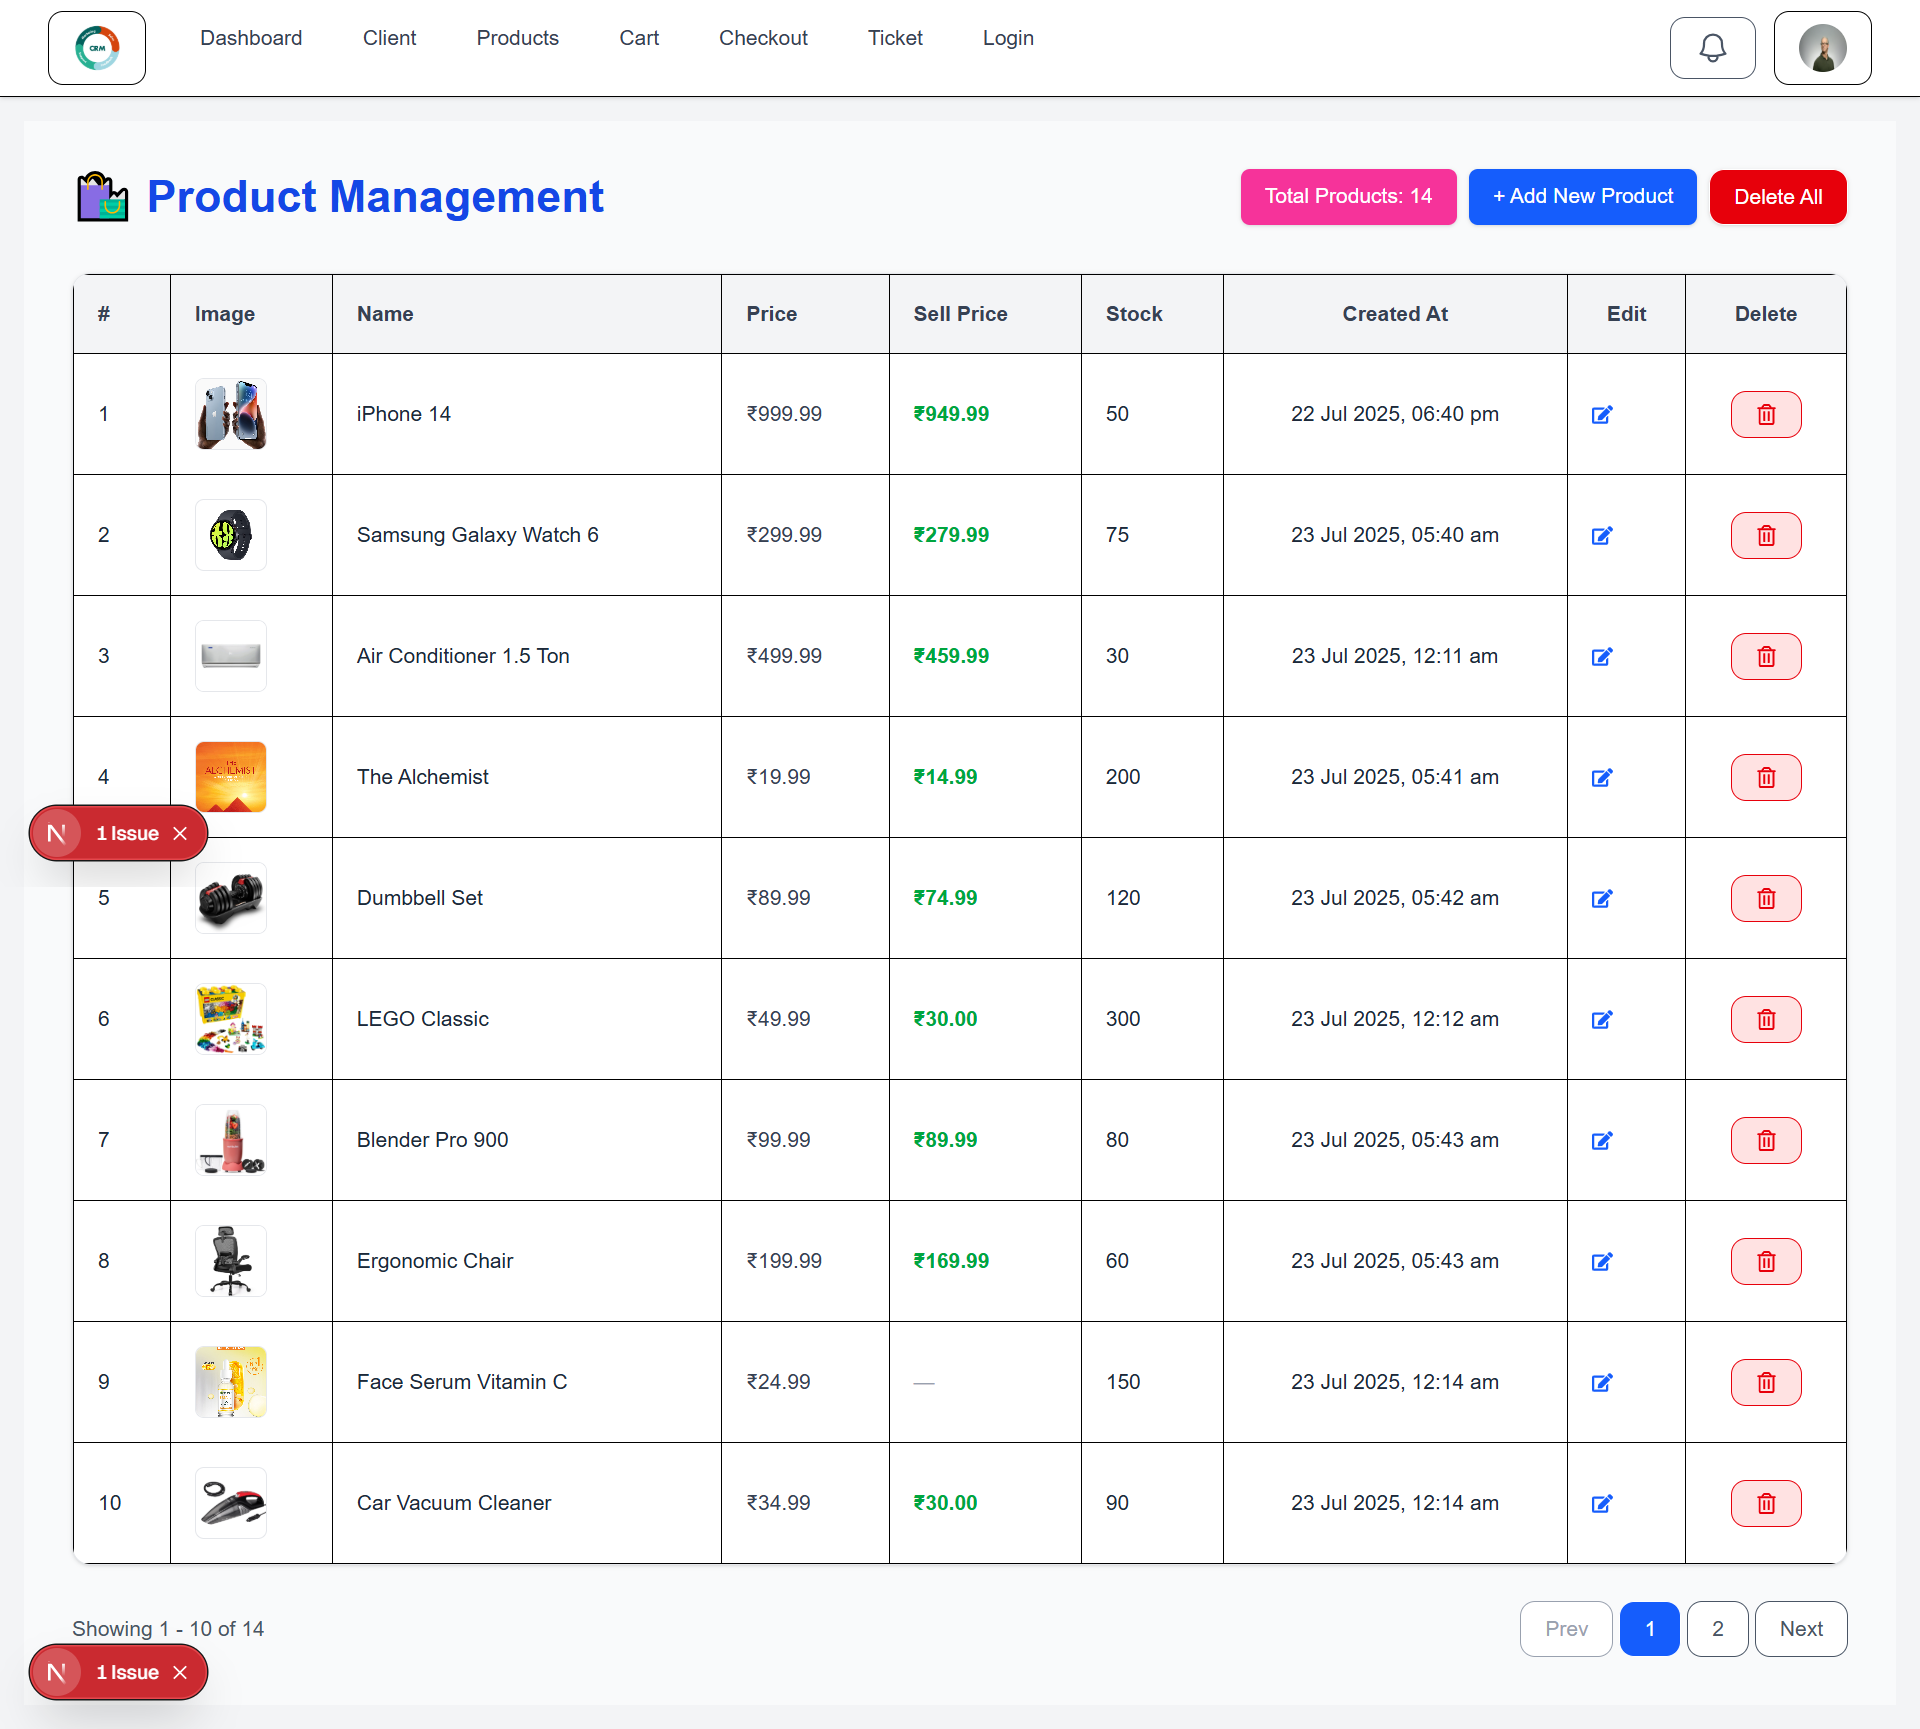 CRM
Dashboard
Client
Products
Cart
Checkout
Ticket
Login
Product Management
Total Products: 14
+ Add New Product
Delete All
# Image Name Price Sell Price Stock Created At Edit Delete
1 iPhone 14 ₹999.99 ₹949.99 50 22 Jul 2025, 06:40 pm
2 Samsung Galaxy Watch 6 ₹299.99 ₹279.99 75 23 Jul 2025, 05:40 am
3 Air Conditioner 1.5 Ton ₹499.99 ₹459.99 30 23 Jul 2025, 12:11 am
THE
ALCHEMIST
4 The Alchemist ₹19.99 ₹14.99 200 23 Jul 2025, 05:41 am
N 1 Issue
5 Dumbbell Set ₹89.99 ₹74.99 120 23 Jul 2025, 05:42 am
6 LEGO Classic ₹49.99 ₹30.00 300 23 Jul 2025, 12:12 am
7 Blender Pro 900 ₹99.99 ₹89.99 80 23 Jul 2025, 05:43 am
8 Ergonomic Chair ₹199.99 ₹169.99 60 23 Jul 2025, 05:43 am
9 Face Serum Vitamin C ₹24.99 — 150 23 Jul 2025, 12:14 am
10 Car Vacuum Cleaner ₹34.99 ₹30.00 90 23 Jul 2025, 12:14 am
Showing 1 - 10 of 14
Prev 1 2 Next
N 1 Issue